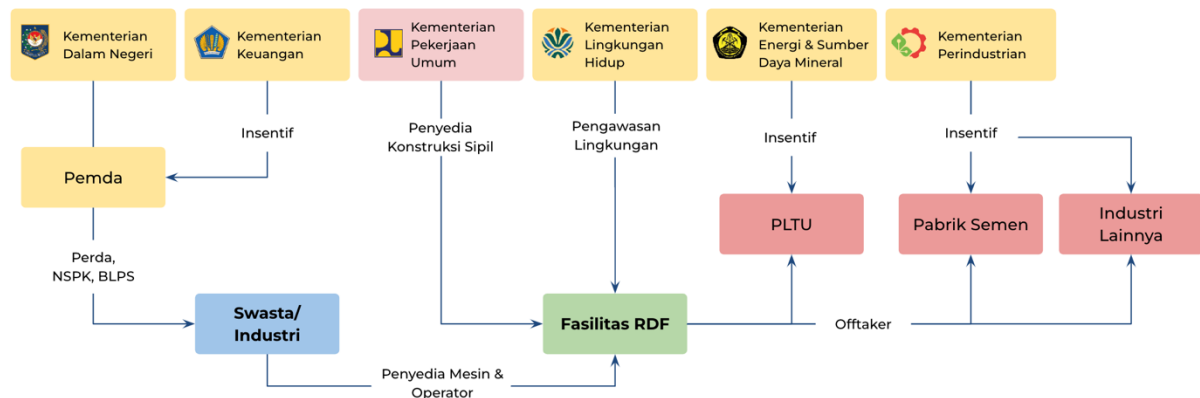 Kementerian
Dalam Negeri
Kementerian
Keuangan
Kementerian
Pekerjaan
Umum
Kementerian
Lingkungan
Hidup
Kementerian
Energi & Sumber
Daya Mineral
Kementerian
Perindustrian
Insentif
Penyedia
Konstruksi Sipil
Pengawasan
Lingkungan
Insentif
Insentif
Pemda
PLTU
Pabrik Semen
Industri
Lainnya
Perda,
NSPK, BLPS
Swasta/
Industri
Fasilitas RDF
Offtaker
Penyedia Mesin &
Operator